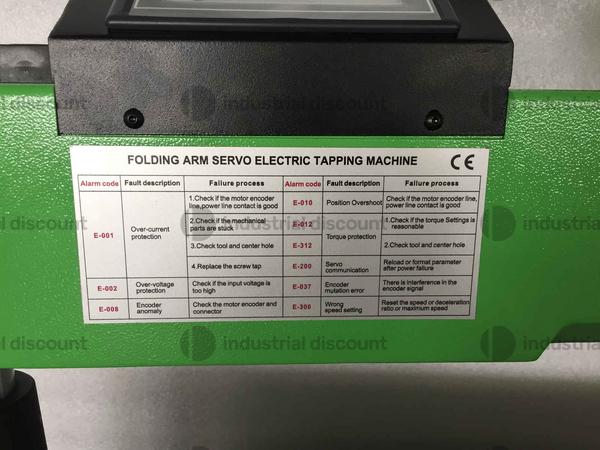 industrial discount
industrial discount
FOLDING ARM SERVO ELECTRIC TAPPING MACHINE CE
Alarm code Fault description Failure process Alarm code Fault description Failure process
E-001 Over-current protection
1.Check if the motor encoder
line,power line contact is good
2.Check if the mechanical
parts are stuck
3.Check tool and center hole
4.Replace the screw tap
E-002 Over-voltage protection
Check if the input voltage is
too high
E-008 Encoder anomaly
Check the motor encoder and
connector
E-010 Position Overshoot
Check if the motor encoder line,
power line contact is good
E-012
E-312
Torque protection
1.Check if the torque Settings is
reasonable
2.Check tool and center hole
E-200 Servo communication
Reload or format parameter
after power failure
E-037 Encoder mutation error
There is interference in the
encoder signal
E-300 Wrong speed setting
Reset the speed or deceleration
ratio or maximum speed
industrial discount
industrial discount
industrial discount
industrial discount